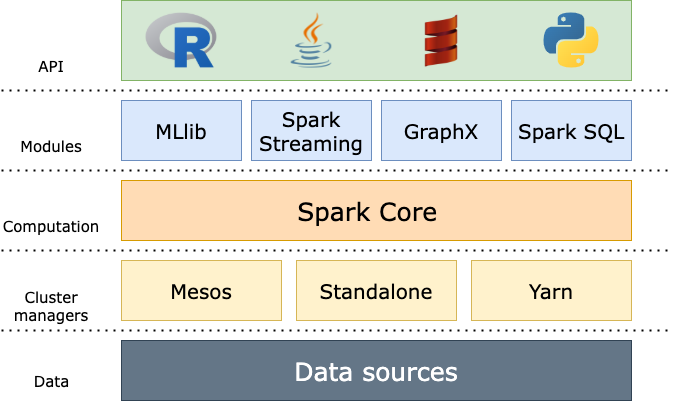 R
API
MLlib
Spark
Streaming
GraphX
Spark SQL
Modules
Spark Core
Computation
Mesos
Standalone
Yarn
Cluster
managers
Data sources
Data